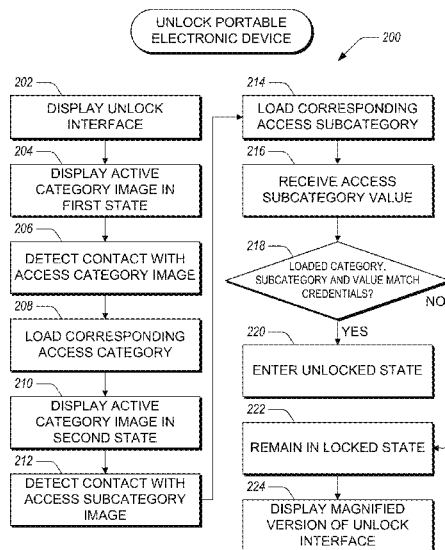 UNLOCK PORTABLE
ELECTRONIC DEVICE
200
202
DISPLAY UNLOCK
INTERFACE
204
DISPLAY ACTIVE
CATEGORY IMAGE IN
FIRST STATE
206
DETECT CONTACT WITH
ACCESS CATEGORY IMAGE
208
LOAD CORRESPONDING
ACCESS CATEGORY
210
DISPLAY ACTIVE
CATEGORY IMAGE IN
SECOND STATE
212
DETECT CONTACT WITH
ACCESS SUBCATEGORY
IMAGE
214
LOAD CORRESPONDING
ACCESS SUBCATEGORY
216
RECEIVE ACCESS
SUBCATEGORY VALUE
218
LOADED CATEGORY,
SUBCATEGORY AND VALUE MATCH
CREDENTIALS?
NO
YES
220
ENTER UNLOCKED STATE
222
REMAIN IN LOCKED STATE
224
DISPLAY MAGNIFIED
VERSION OF UNLOCK
INTERFACE